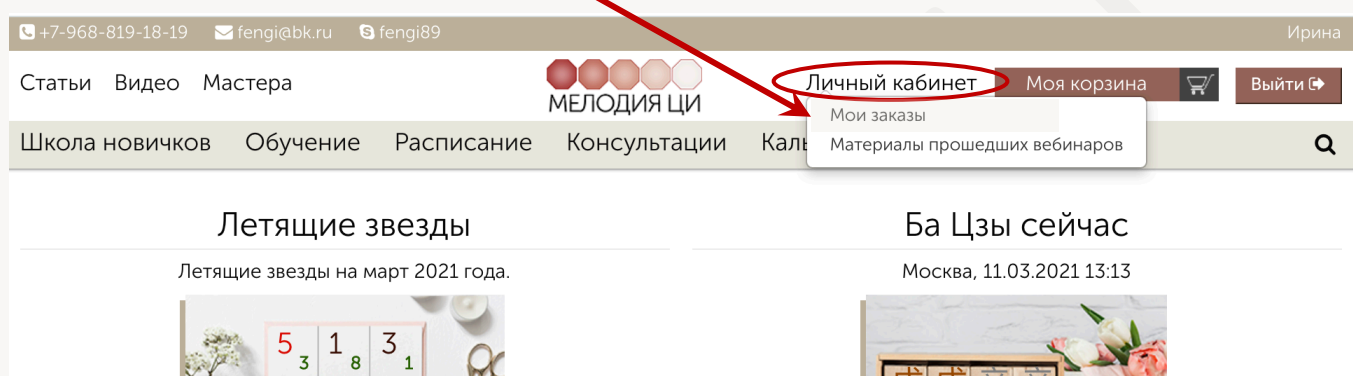 +7-968-819-18-19 fengi@bk.ru fengi89 Ирина
Статьи Видео Мастера МЕЛОДИЯ ЦИ Личный кабинет Моя корзина Выйти
Мои заказы
Материалы прошедших вебинаров
Школа новичков Обучение Расписание Консультации
Летящие звезды
Летящие звезды на март 2021 года.
5 3 1 8 3 1
Ба Цзы сейчас
Москва, 11.03.2021 13:13